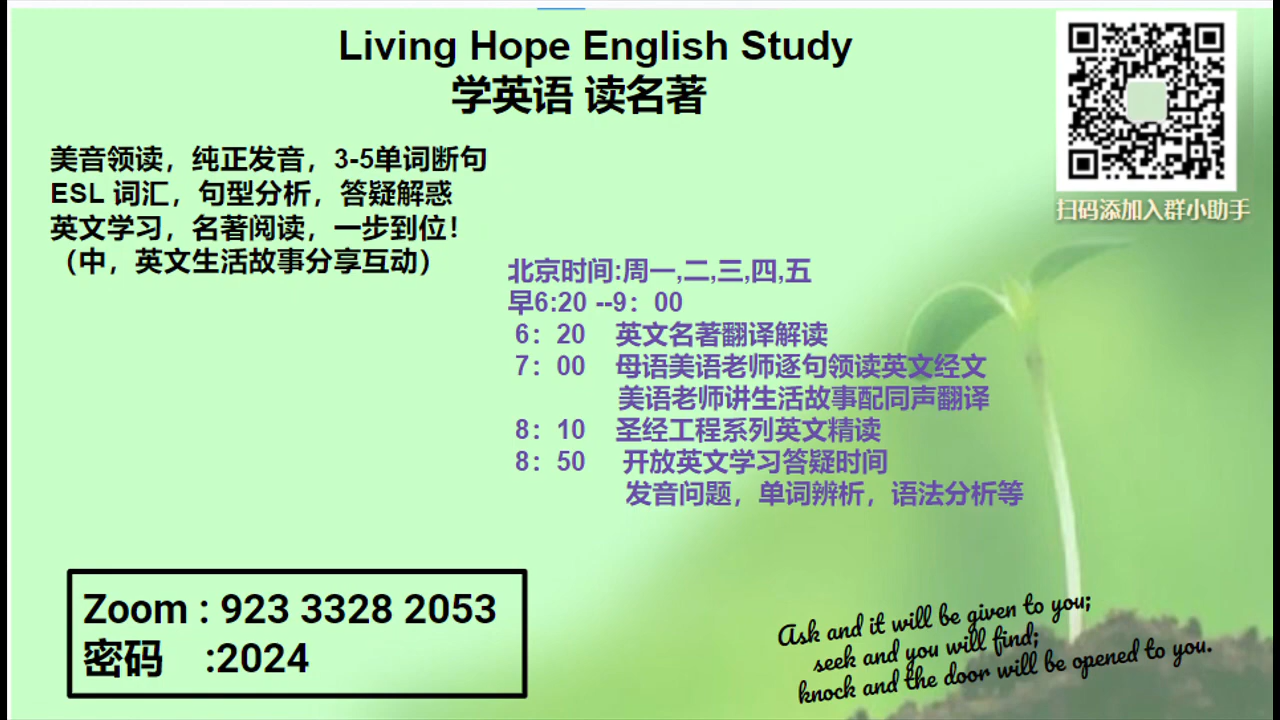 Living Hope English Study
学英语 读名著
美音领读，纯正发音，3-5单词断句
ESL 词汇，句型分析，答疑解惑
英文学习，名著阅读，一步到位！
（中，英文生活故事分享互动）
扫码添加入群小助手
北京时间:周一,二,三,四,五
早6:20 --9：00
6：20 英文名著翻译解读
7：00 母语美语老师逐句领读英文经文
美语老师讲生活故事配同声翻译
8：10 圣经工程系列英文精读
8：50 开放英文学习答疑时间
发音问题，单词辨析，语法分析等
Zoom : 923 3328 2053
密码 :2024
Ask and it will be given to you;
seek and you will find;
knock and the door will be opened to you.